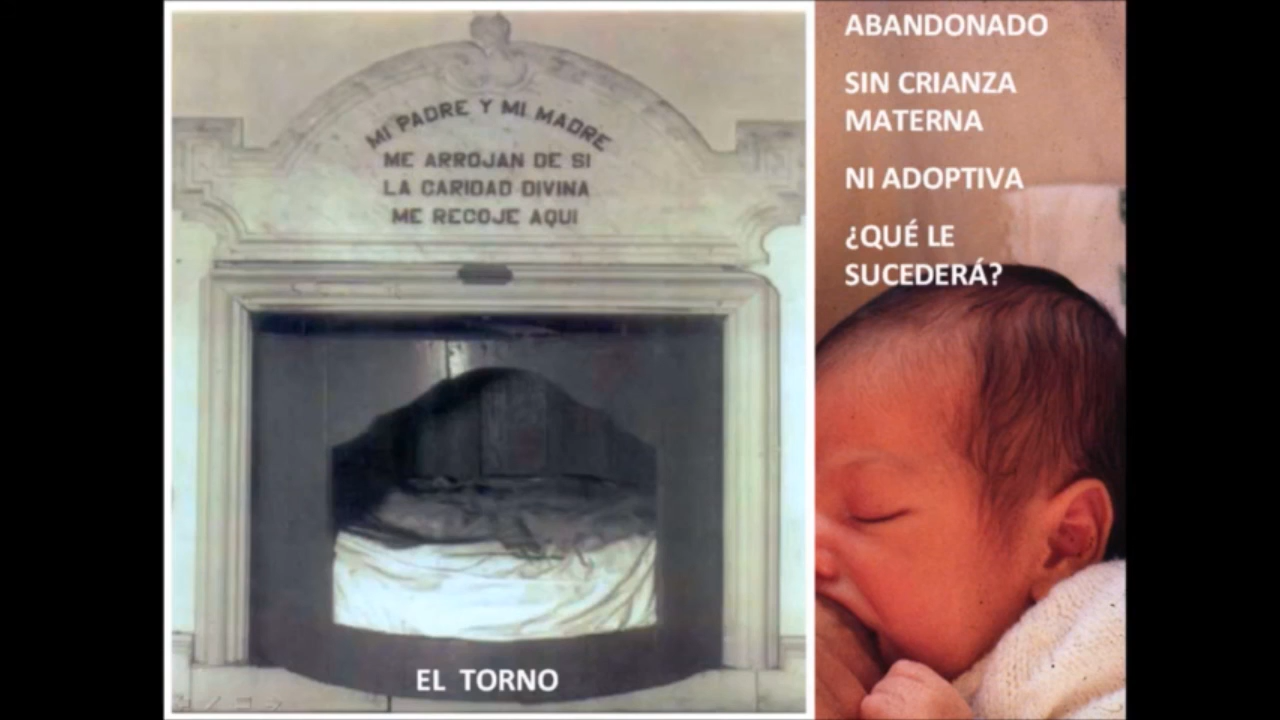 MI PADRE Y MI MADRE
ME ARROJAN DE SI
LA CARIDAD DIVINA
ME RECOJE AQUI
EL TORNO
ABANDONADO
SIN CRIANZA
MATERNA
NI ADOPTIVA
¿QUÉ LE
SUCEDERÁ?